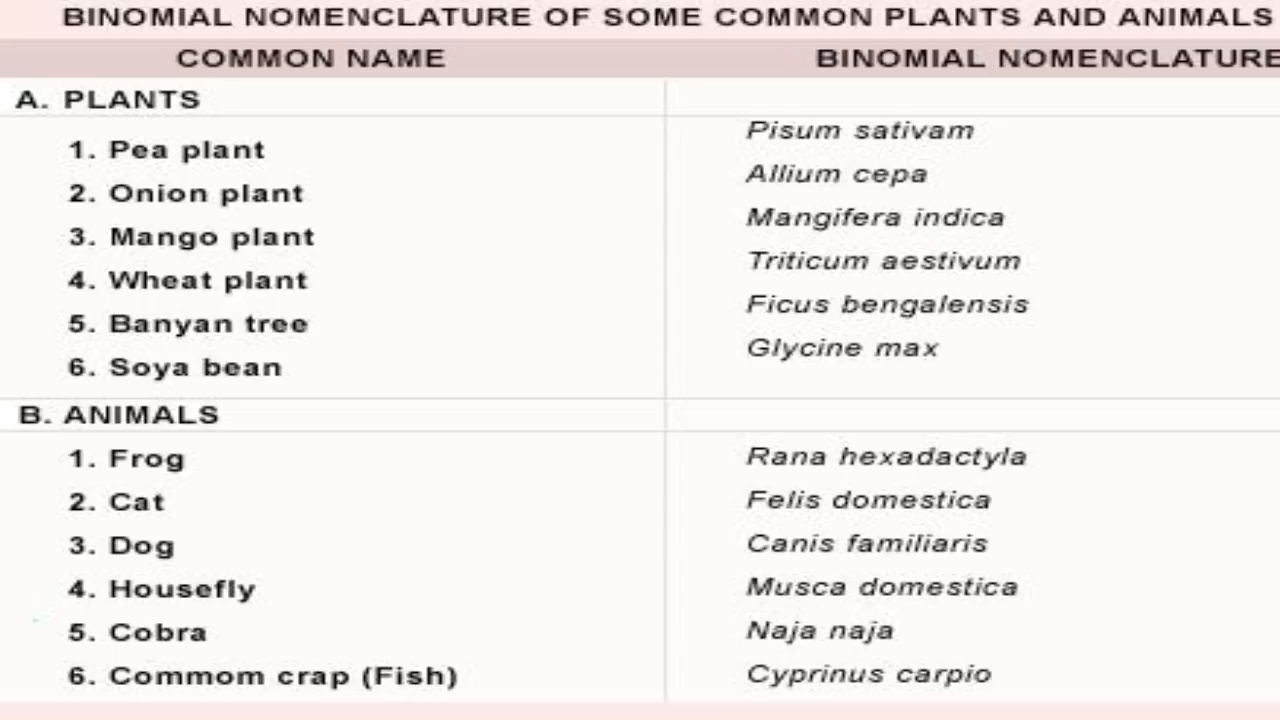 BINOMIAL NOMENCLATURE OF SOME COMMON PLANTS AND ANIMALS
COMMON NAME BINOMIAL NOMENCLATURE
A. PLANTS
1. Pea plant Pisum sativam
2. Onion plant Allium cepa
3. Mango plant Mangifera indica
4. Wheat plant Triticum aestivum
5. Banyan tree Ficus bengalensis
6. Soya bean Glycine max
B. ANIMALS
1. Frog Rana hexadactyla
2. Cat Felis domestica
3. Dog Canis familiaris
4. Housefly Musca domestica
5. Cobra Naja naja
6. Commom crap (Fish) Cyprinus carpio